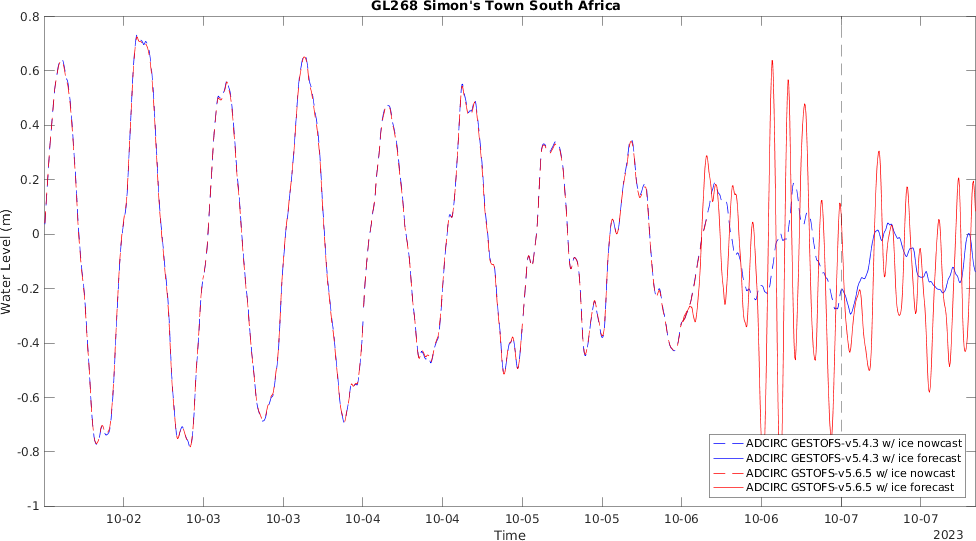 GL268 Simon's Town South Africa
0.8
0.6
0.4
0.2
0
-0.2
-0.4
-0.6
-0.8
-1
Water Level (m)
ADCIRC GESTOFS-v5.4.3 w/ ice nowcast
ADCIRC GESTOFS-v5.4.3 w/ ice forecast
ADCIRC GSTOFS-v5.6.5 w/ ice nowcast
ADCIRC GSTOFS-v5.6.5 w/ ice forecast
10-02 10-03 10-03 10-04 10-04 10-05 10-05 10-06 10-06 10-07 10-07
Time
2023